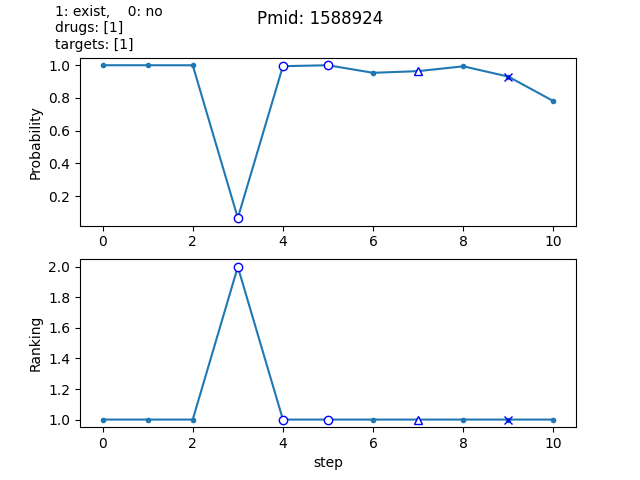 1: exist,    0: no
drugs: [1]
targets: [1]
Pmid: 1588924
Probability
1.0
0.8
0.6
0.4
0.2
0 2 4 6 8 10
Ranking
2.0
1.8
1.6
1.4
1.2
1.0
0 2 4 6 8 10
step